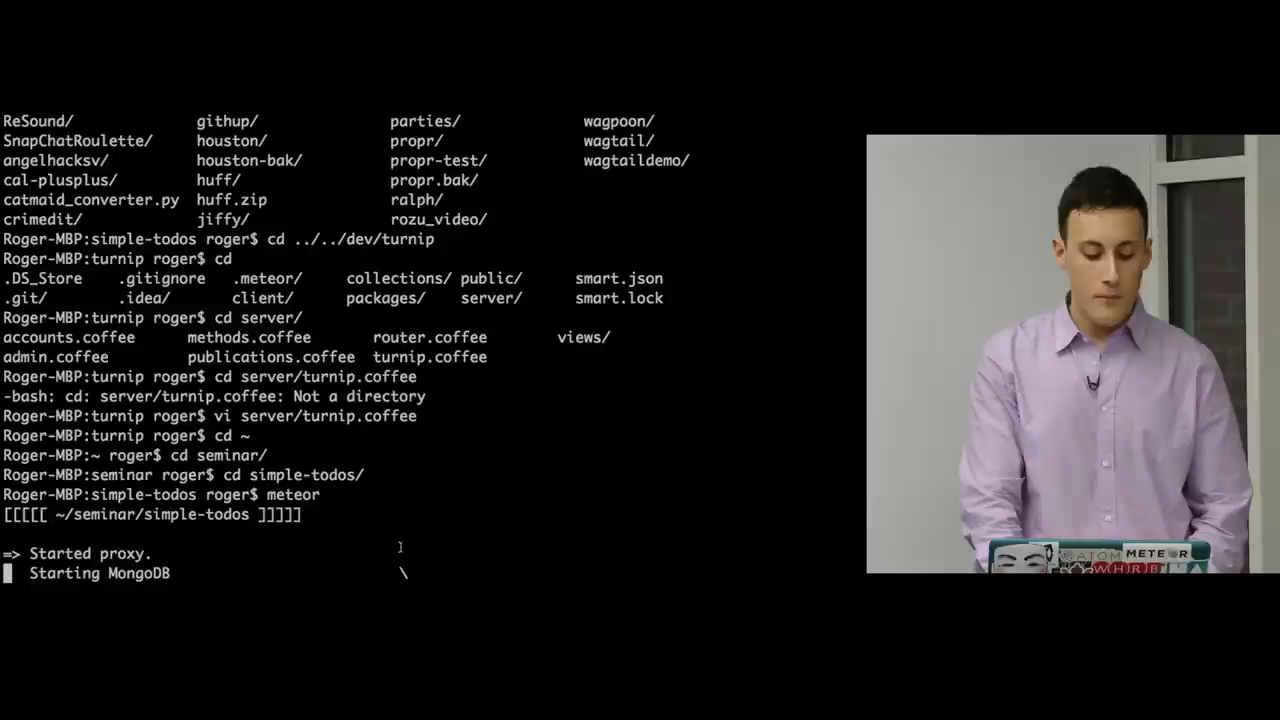 ReSound/ githup/ parties/ wagpoon/
SnapChatRoulette/ houston/ propr/ wagtail/
angelhacksv/ houston-bak/ propr-test/ wagtaildemo/
cal-plusplus/ huff/ propr.bak/
catmaid_converter.py huff.zip ralph/
crimedit/ jiffy/ rozu_video/
Roger-MBP:simple-todos roger$ cd ../../dev/turnip
Roger-MBP:turnip roger$ cd
.DS_Store .gitignore .meteor/ collections/ public/ smart.json
.git/ .idea/ client/ packages/ server/ smart.lock
Roger-MBP:turnip roger$ cd server/
accounts.coffee methods.coffee router.coffee views/
admin.coffee publications.coffee turnip.coffee
Roger-MBP:turnip roger$ cd server/turnip.coffee
-bash: cd: server/turnip.coffee: Not a directory
Roger-MBP:turnip roger$ vi server/turnip.coffee
Roger-MBP:turnip roger$ cd ~
Roger-MBP:~ roger$ cd seminar/
Roger-MBP:seminar roger$ cd simple-todos/
Roger-MBP:simple-todos roger$ meteor
[[[[[ ~/seminar/simple-todos ]]]]]
=> Started proxy.
Starting MongoDB \
ATOM METEOR
WHRB